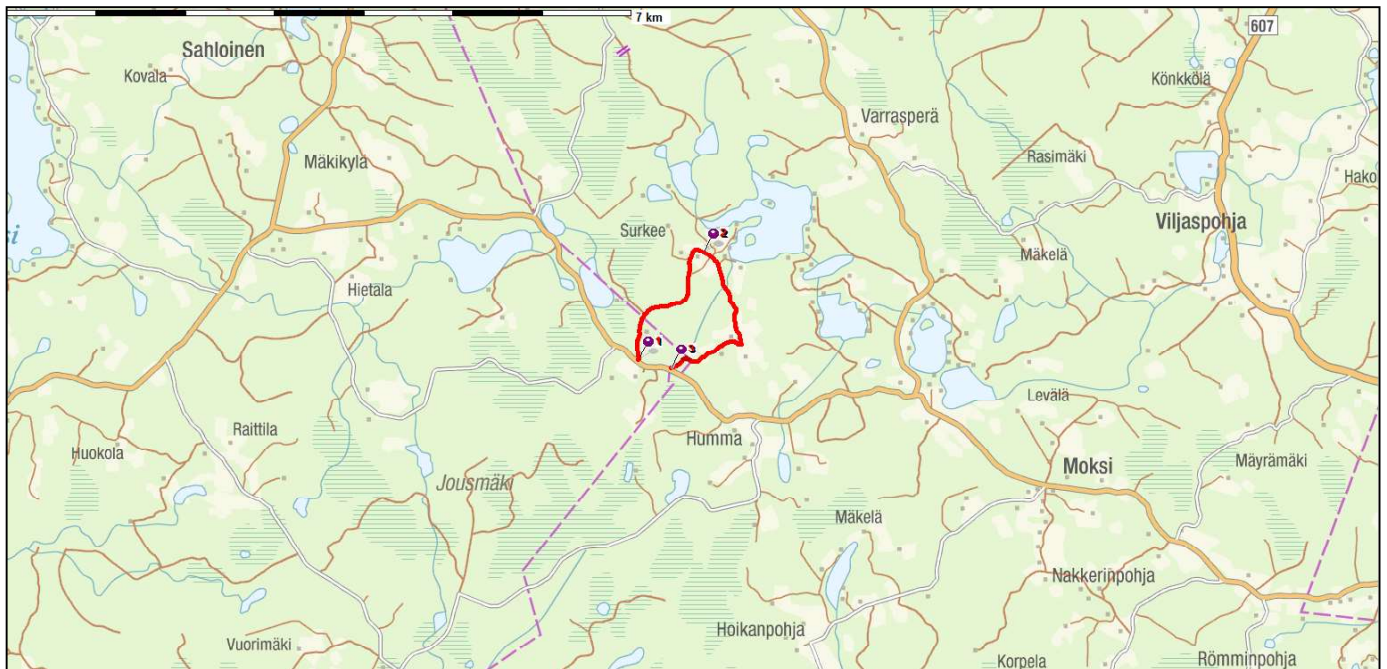 7 km
607
Sahloinen
Kovala
Könkkölä
Varrasperä
Mäkikylä
Rasimäki
Hako
Viljaspohja
Surkee
2
si
Mäkelä
Hietala
1
3
Levälä
Raittila
Humma
Huokola
Moksi
Mäyrämäki
Jousmäki
Mäkelä
Nakkerinpohja
Hoikanpohja
Vuorimäki
Korpela
Römminpohja